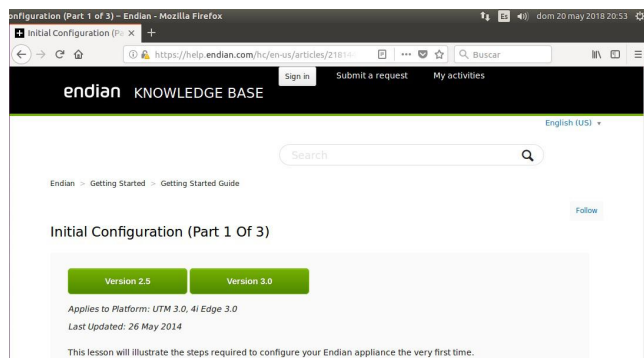 onfiguration (Part 1 of 3) – Endian - Mozilla Firefox
Es
dom 20 may 2018 20:53
Initial Configuration (Pa
https://help.endian.com/hc/en-us/articles/21814
Buscar
endian KNOWLEDGE BASE
Sign in Submit a request My activities
English (US)
Search
Endian > Getting Started > Getting Started Guide
Follow
Initial Configuration (Part 1 Of 3)
Version 2.5 Version 3.0
Applies to Platform: UTM 3.0, 4i Edge 3.0
Last Updated: 26 May 2014
This lesson will illustrate the steps required to configure your Endian appliance the very first time.